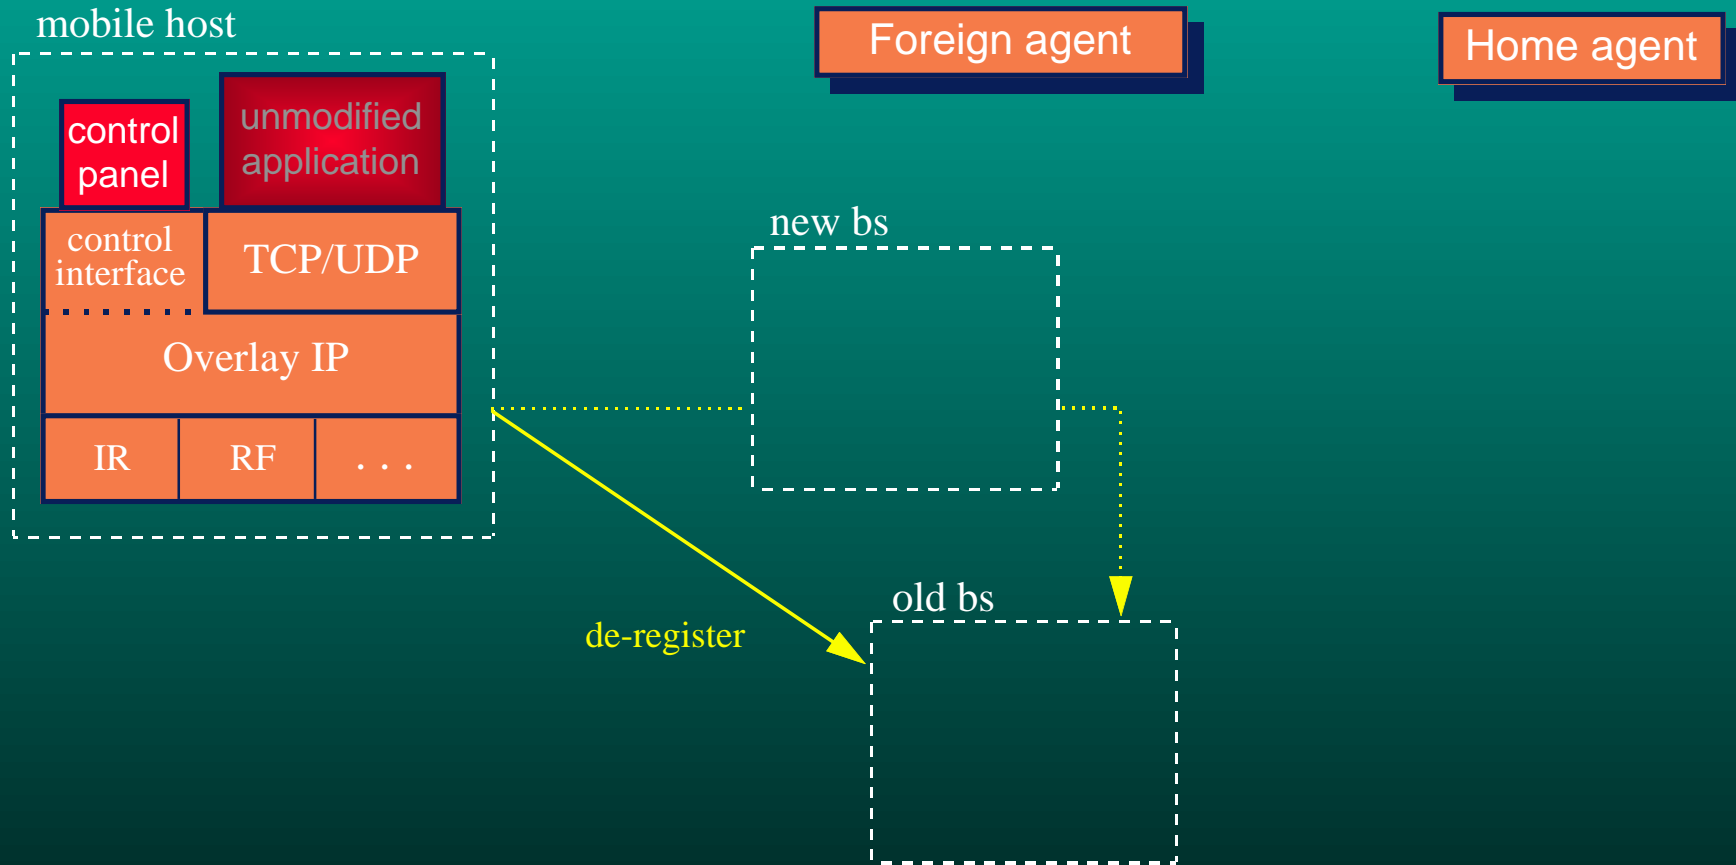 mobile host
Foreign agent
Home agent
control
panel
unmodified
application
control
interface
TCP/UDP
Overlay IP
IR
RF
. . .
new bs
old bs
de-register